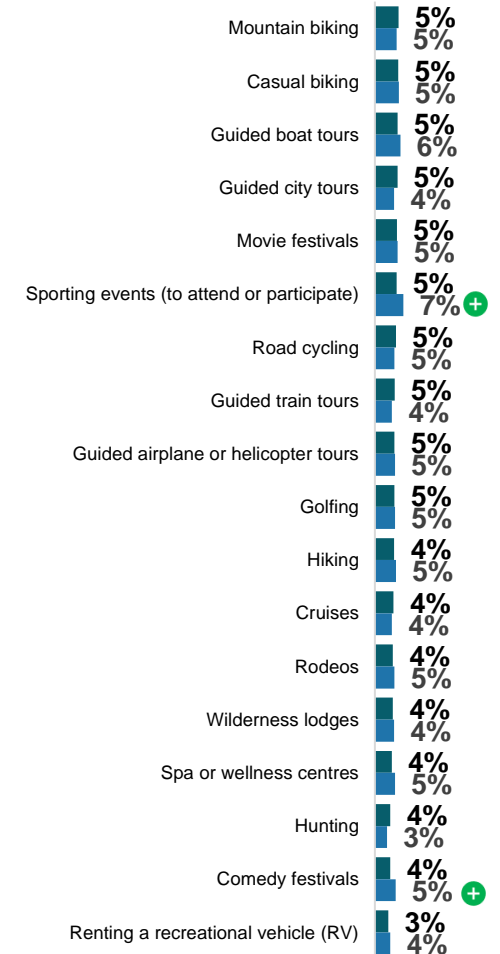 Mountain biking 5%
5%
Casual biking 5%
5%
Guided boat tours 5%
6%
Guided city tours 5%
4%
Movie festivals 5%
5%
Sporting events (to attend or participate) 5%
7% +
Road cycling 5%
5%
Guided train tours 5%
4%
Guided airplane or helicopter tours 5%
5%
Golfing 5%
5%
Hiking 4%
5%
Cruises 4%
4%
Rodeos 4%
5%
Wilderness lodges 4%
4%
Spa or wellness centres 4%
5%
Hunting 4%
3%
Comedy festivals 4%
5% +
Renting a recreational vehicle (RV) 3%
4%